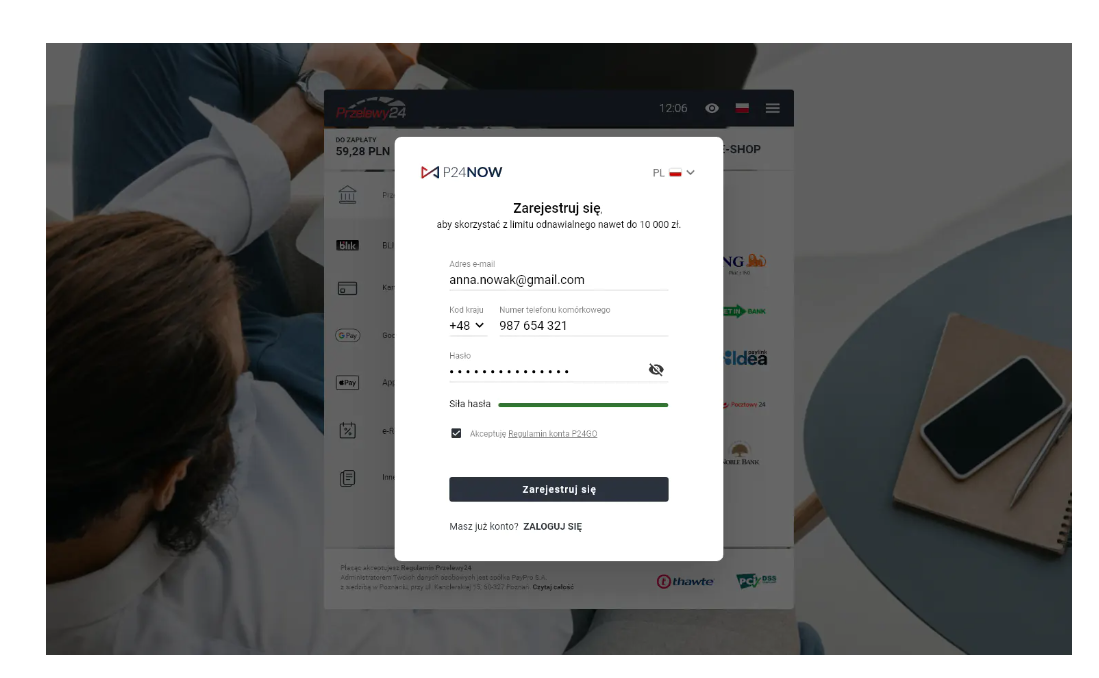 Przelewy24
12:06
DO ZAPŁATY
59,28 PLN
E-SHOP
P24NOW
PL
Zarejestruj się,
aby skorzystać z limitu odnawialnego nawet do 10 000 zł.
Adres e-mail
anna.nowak@gmail.com
Kod kraju
Numer telefonu komórkowego
+48
987 654 321
Hasło
Siła hasła
Akceptuję Regulamin konta P24GO
Zarejestruj się
Masz już konto? ZALOGUJ SIĘ
blik
G Pay
Pay
NG
BANK
Idea
Pocztowy 24
NOBLE BANK
Płacąc akceptujesz Regulamin Przelewy24
Administratorem Twoich danych osobowych jest spółka PayPro S.A.
z siedzibą w Poznaniu, przy ul. Kanclerskiej 15, 60-327 Poznań. Czytaj całość
thawte
PCI DSS